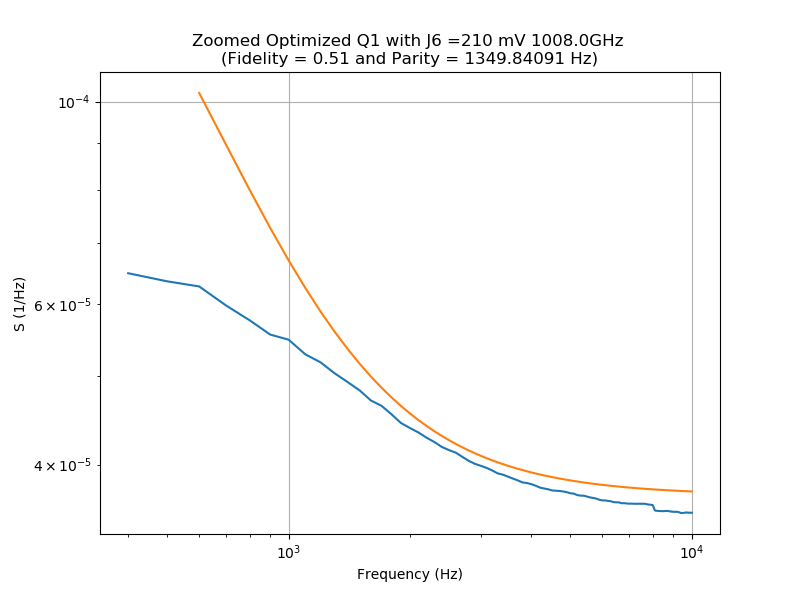 Zoomed Optimized Q1 with J6 =210 mV 1008.0GHz
(Fidelity = 0.51 and Parity = 1349.84091 Hz)
10⁻⁴
6 × 10⁻⁵
4 × 10⁻⁵
S (1/Hz)
10³ 10⁴
Frequency (Hz)